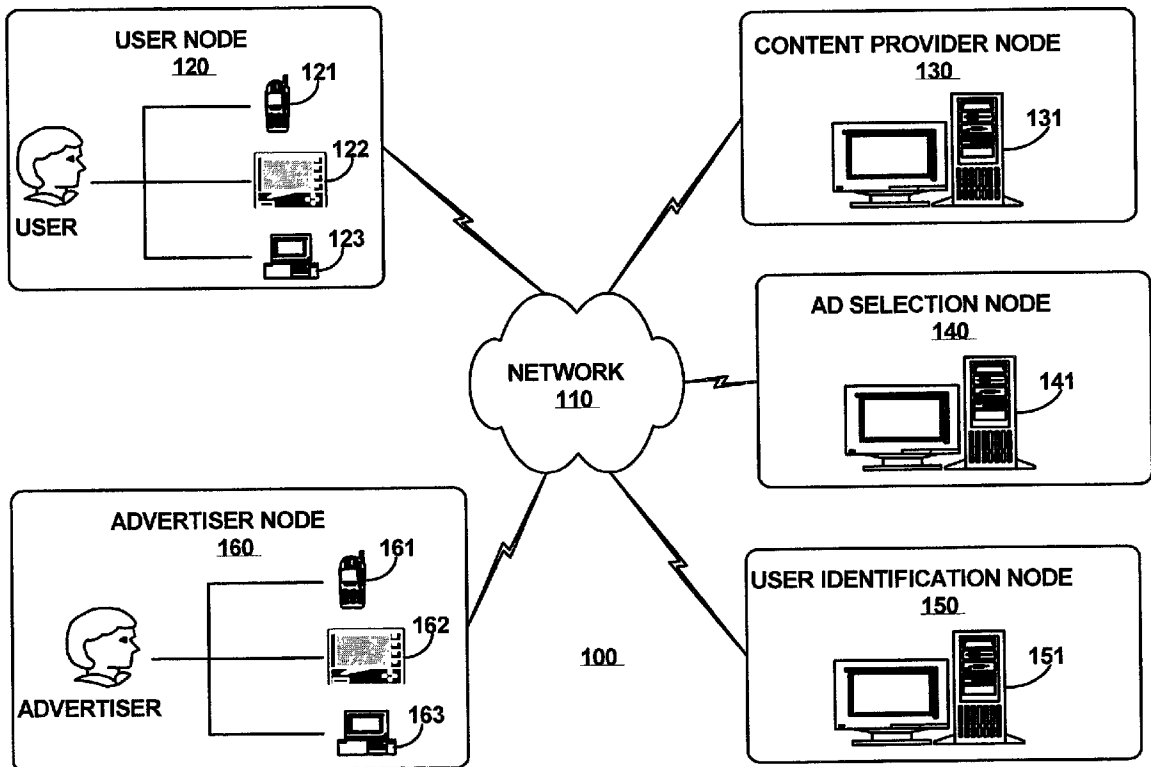 USER NODE
120
121
122
123
USER
CONTENT PROVIDER NODE
130
131
AD SELECTION NODE
140
141
NETWORK
110
ADVERTISER NODE
160
161
162
163
ADVERTISER
100
USER IDENTIFICATION NODE
150
151